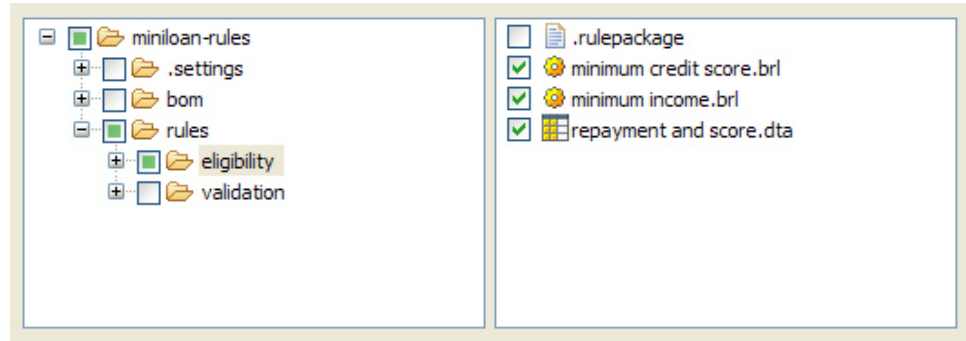 miniloan-rules
.settings
bom
rules
eligibility
validation
.rulepackage
minimum credit score.brl
minimum income.brl
repayment and score.dta